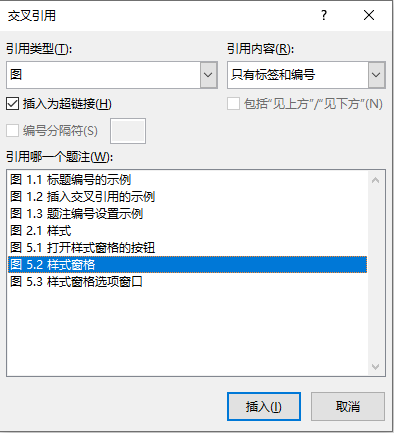 交叉引用
引用类型(T): 引用内容(R):
图 只有标签和编号
插入为超链接(H) 包括“见上方”/“见下方”(N)
编号分隔符(S)
引用哪一个题注(W):
图 1.1 标题编号的示例
图 1.2 插入交叉引用的示例
图 1.3 题注编号设置示例
图 2.1 样式
图 5.1 打开样式窗格的按钮
图 5.2 样式窗格
图 5.3 样式窗格选项窗口
插入(I) 取消